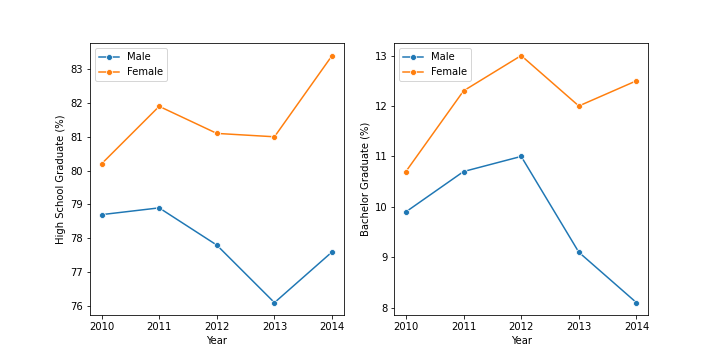 Male
Female
High School Graduate (%)
83
82
81
80
79
78
77
76
2010 2011 2012 2013 2014
Year
Male
Female
Bachelor Graduate (%)
13
12
11
10
9
8
2010 2011 2012 2013 2014
Year